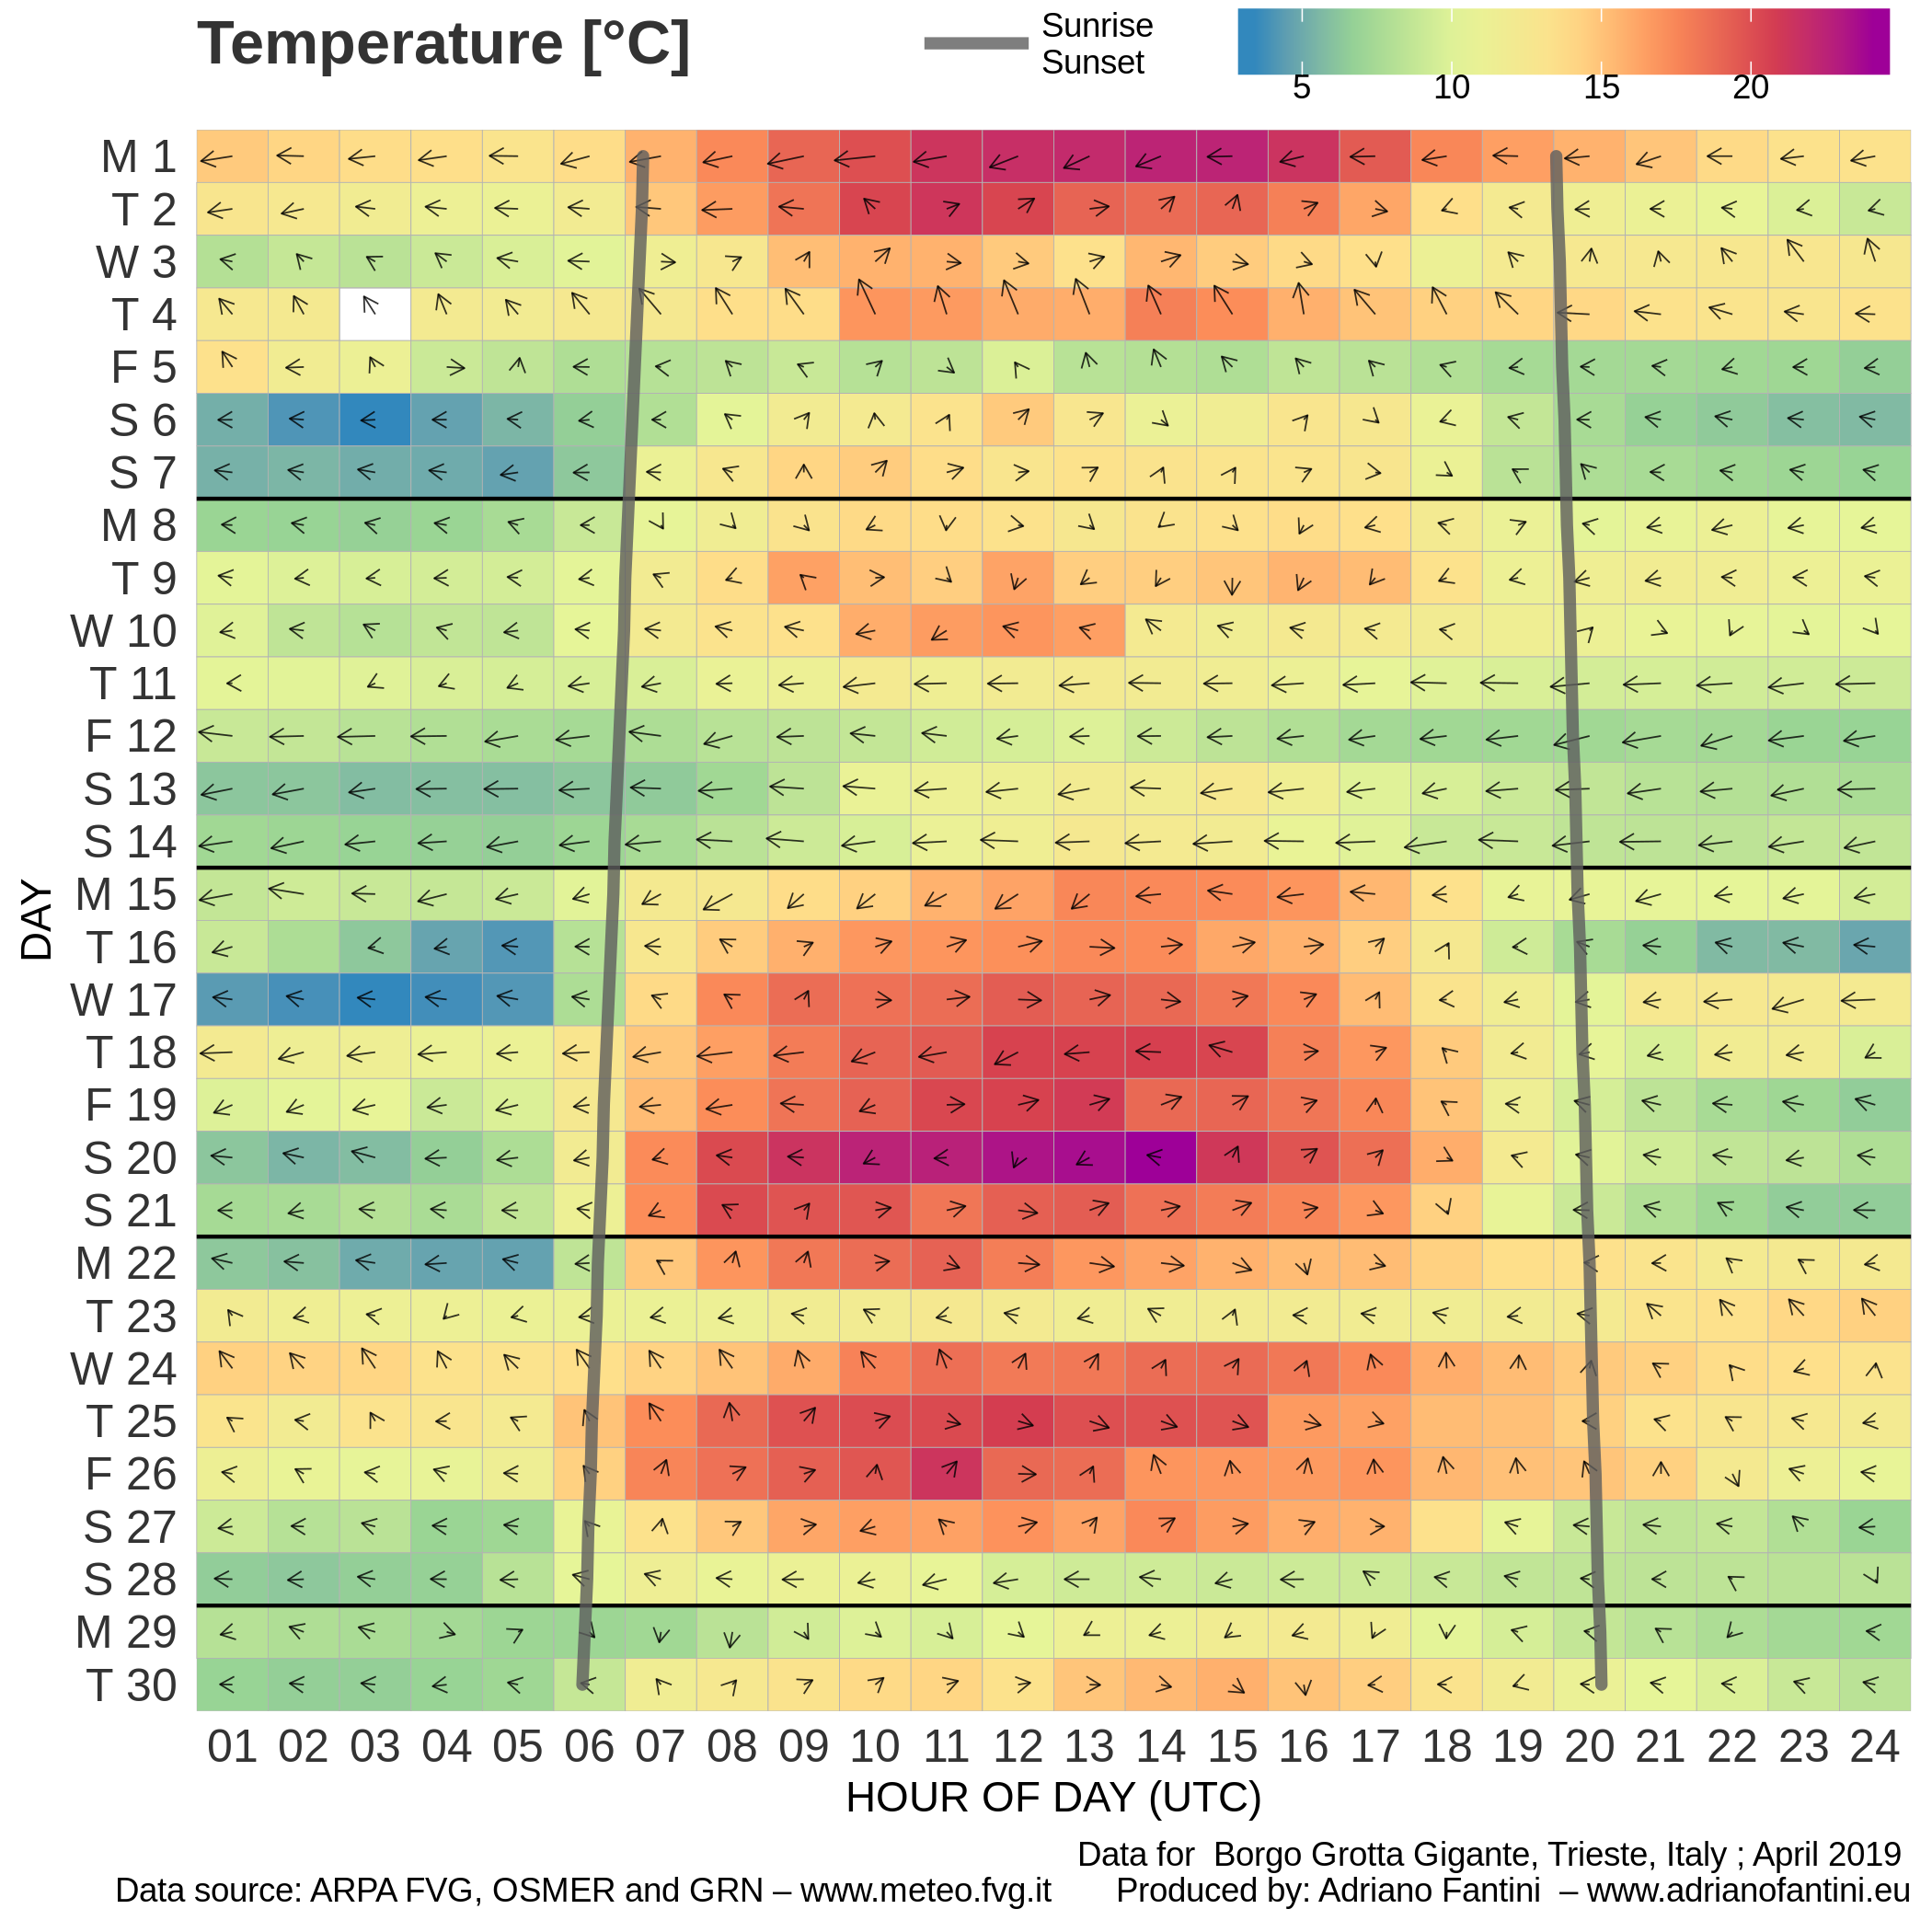 Temperature [°C]
Sunrise
Sunset
5 10 15 20
M 1
T 2
W 3
T 4
F 5
S 6
S 7
M 8
T 9
W 10
T 11
F 12
S 13
S 14
M 15
T 16
W 17
T 18
F 19
S 20
S 21
M 22
T 23
W 24
T 25
F 26
S 27
S 28
M 29
T 30
DAY
01 02 03 04 05 06 07 08 09 10 11 12 13 14 15 16 17 18 19 20 21 22 23 24
HOUR OF DAY (UTC)
Data for Borgo Grotta Gigante, Trieste, Italy ; April 2019
Data source: ARPA FVG, OSMER and GRN – www.meteo.fvg.it Produced by: Adriano Fantini – www.adrianofantini.eu